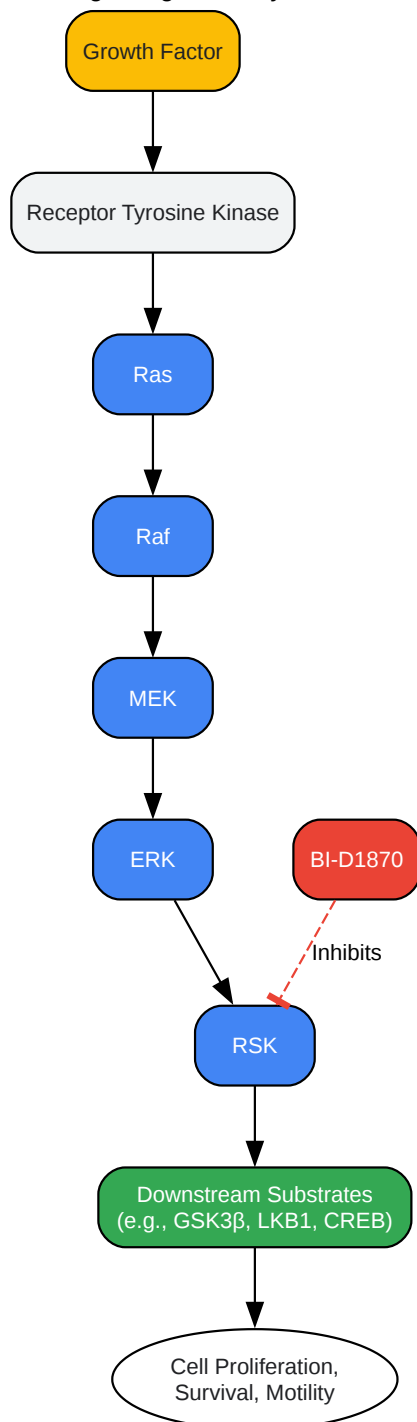 Growth Factor
Receptor Tyrosine Kinase
Ras
Raf
MEK
ERK
BI-D1870
Inhibits
RSK
Downstream Substrates
(e.g., GSK3β, LKB1, CREB)
Cell Proliferation,
Survival, Motility